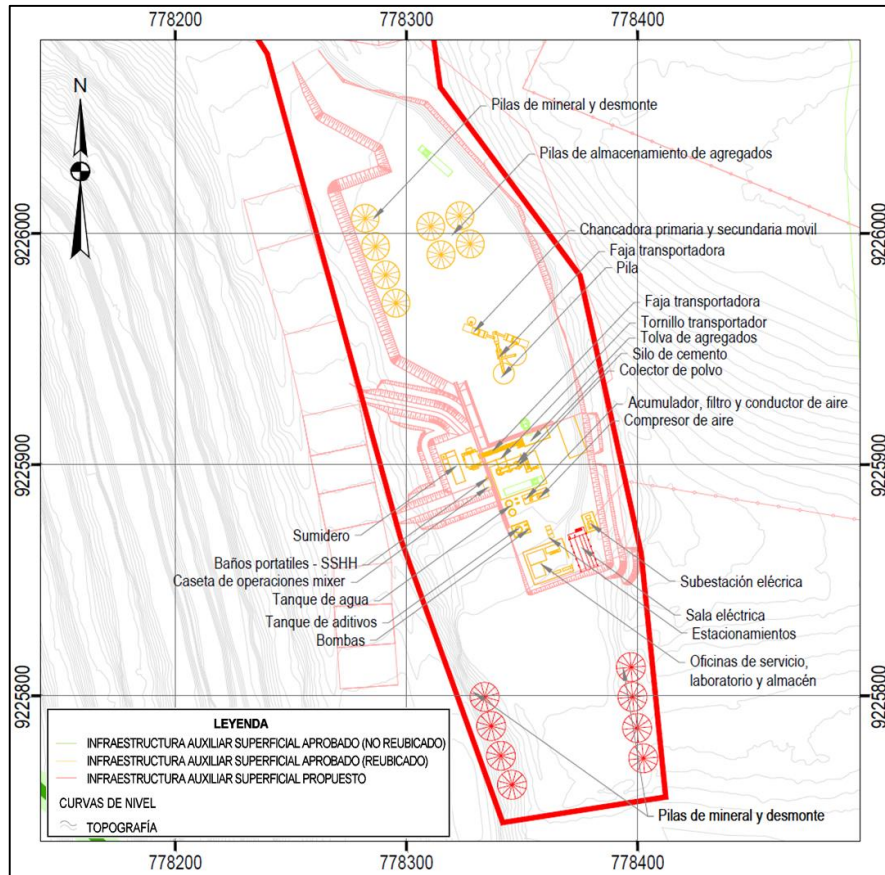 778200
778300
778400
N
Pilas de mineral y desmonte
Pilas de almacenamiento de agregados
9226000
9226000
Chancadora primaria y secundaria movil
Faja transportadora
Pila
Faja transportadora
Tornillo transportador
Tolva de agregados
Silo de cemento
Colector de polvo
Acumulador, filtro y conductor de aire
Compresor de aire
9225900
9225900
Sumidero
Baños portatiles - SSHH
Caseta de operaciones mixer
Tanque de agua
Tanque de aditivos
Bombas
Subestación elécrica
Sala eléctrica
Estacionamientos
Oficinas de servicio,
laboratorio y almacén
9225800
9225800
LEYENDA
INFRAESTRUCTURA AUXILIAR SUPERFICIAL APROBADO (NO REUBICADO)
INFRAESTRUCTURA AUXILIAR SUPERFICIAL APROBADO (REUBICADO)
INFRAESTRUCTURA AUXILIAR SUPERFICIAL PROPUESTO
CURVAS DE NIVEL
TOPOGRAFÍA
Pilas de mineral y desmonte
778200
778300
778400